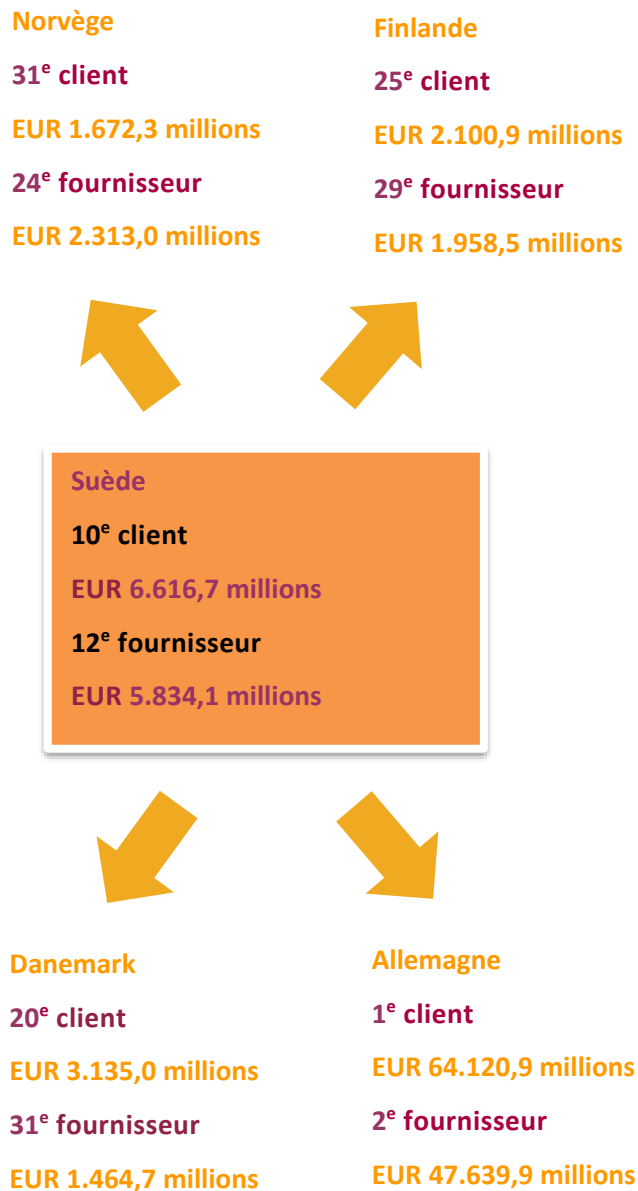 Norvège
31e client
EUR 1.672,3 millions
24e fournisseur
EUR 2.313,0 millions
Finlande
25e client
EUR 2.100,9 millions
29e fournisseur
EUR 1.958,5 millions
Suède
10e client
EUR 6.616,7 millions
12e fournisseur
EUR 5.834,1 millions
Danemark
20e client
EUR 3.135,0 millions
31e fournisseur
EUR 1.464,7 millions
Allemagne
1e client
EUR 64.120,9 millions
2e fournisseur
EUR 47.639,9 millions